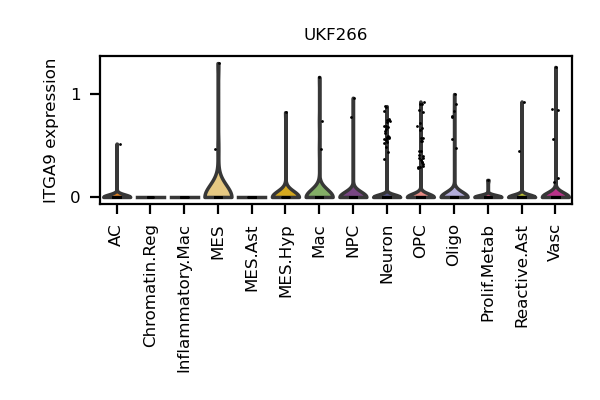 UKF266
ITGA9 expression
1
0
AC
Chromatin.Reg
Inflammatory.Mac
MES
MES.Ast
MES.Hyp
Mac
NPC
Neuron
OPC
Oligo
Prolif.Metab
Reactive.Ast
Vasc